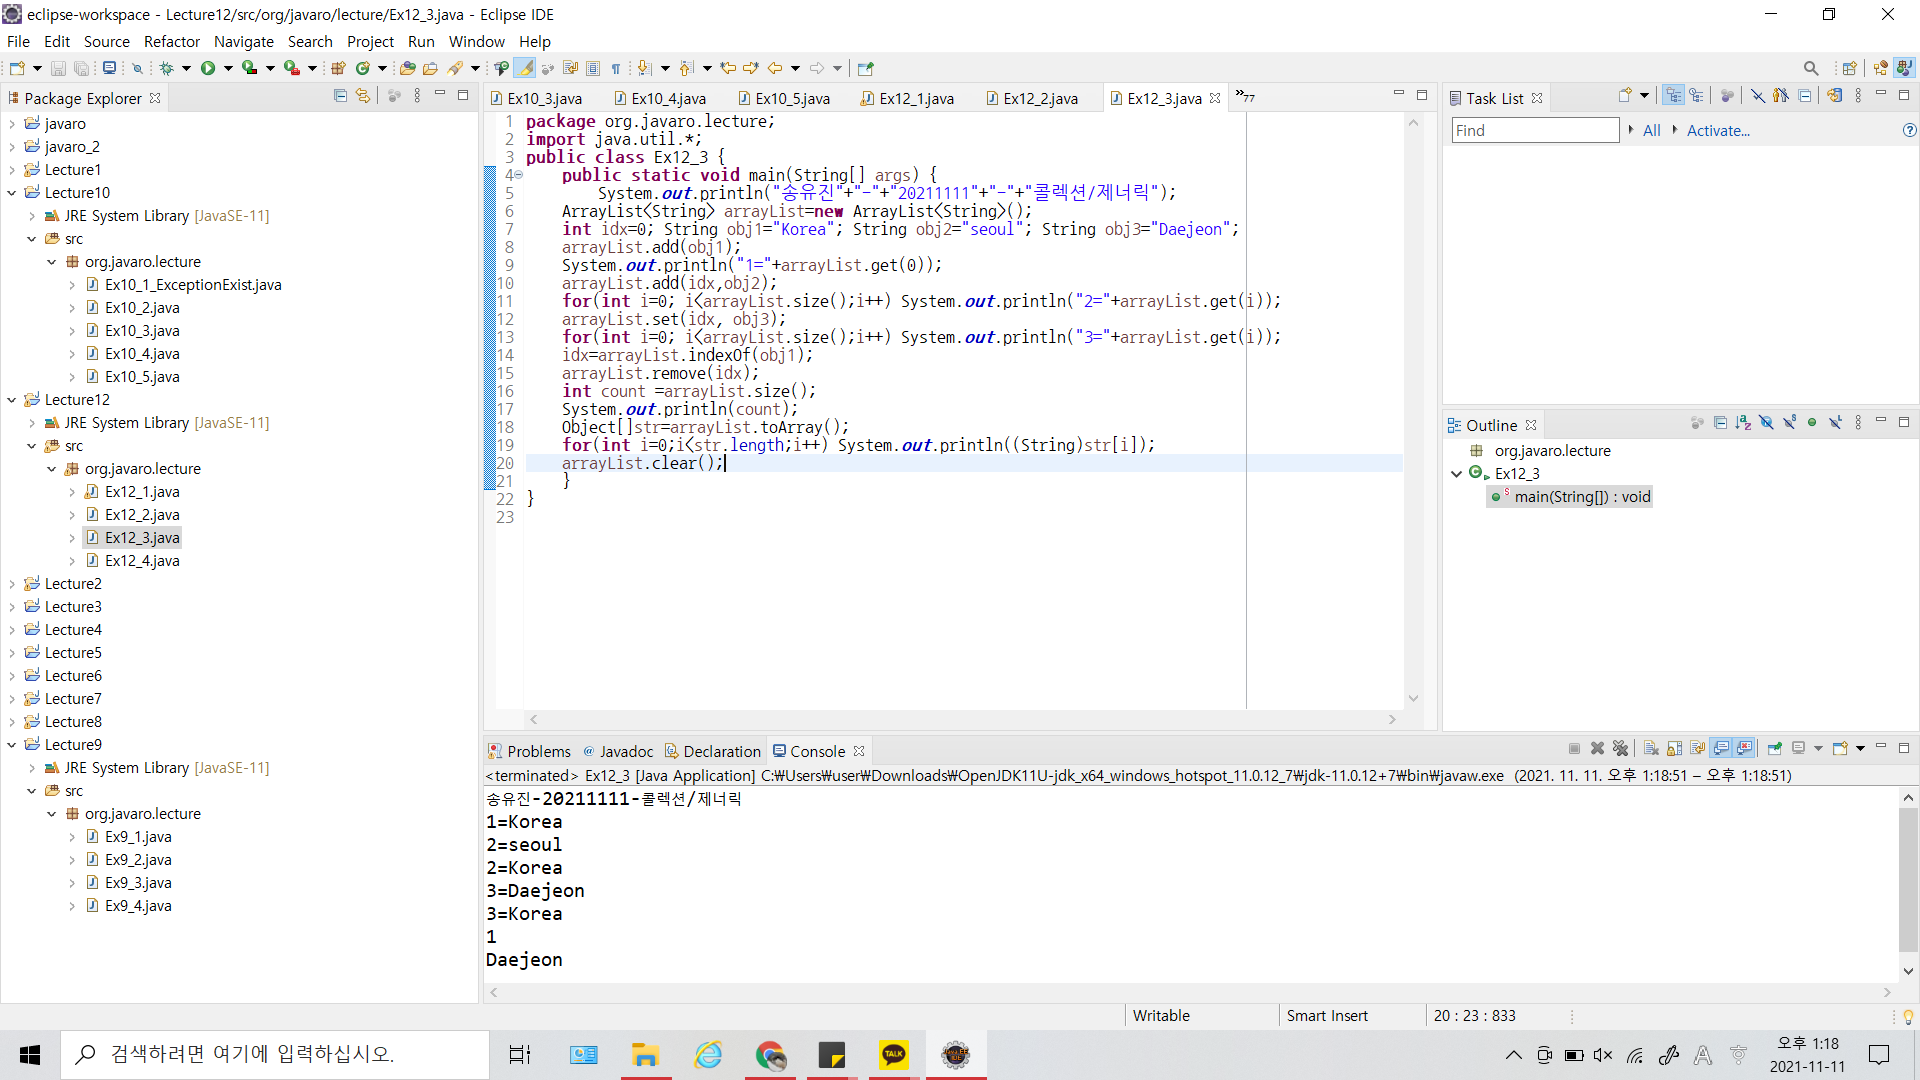 eclipse-workspace - Lecture12/src/org/javaro/lecture/Ex12_3.java - Eclipse IDE
File Edit Source Refactor Navigate Search Project Run Window Help
Package Explorer
javaro
javaro_2
Lecture1
Lecture10
JRE System Library [JavaSE-11]
src
org.javaro.lecture
Ex10_1_ExceptionExist.java
Ex10_2.java
Ex10_3.java
Ex10_4.java
Ex10_5.java
Lecture12
JRE System Library [JavaSE-11]
src
org.javaro.lecture
Ex12_1.java
Ex12_2.java
Ex12_3.java
Ex12_4.java
Lecture2
Lecture3
Lecture4
Lecture5
Lecture6
Lecture7
Lecture8
Lecture9
JRE System Library [JavaSE-11]
src
org.javaro.lecture
Ex9_1.java
Ex9_2.java
Ex9_3.java
Ex9_4.java
Ex10_3.java Ex10_4.java Ex10_5.java Ex12_1.java Ex12_2.java Ex12_3.java »77
1 package org.javaro.lecture;
2 import java.util.*;
3 public class Ex12_3 {
4 public static void main(String[] args) {
5 System.out.println("송유진"+"-"+"20211111"+"-"+"콜렉션/제너릭");
6 ArrayList<String> arrayList=new ArrayList<String>();
7 int idx=0; String obj1="Korea"; String obj2="seoul"; String obj3="Daejeon";
8 arrayList.add(obj1);
9 System.out.println("1="+arrayList.get(0));
10 arrayList.add(idx,obj2);
11 for(int i=0; i<arrayList.size();i++) System.out.println("2="+arrayList.get(i));
12 arrayList.set(idx, obj3);
13 for(int i=0; i<arrayList.size();i++) System.out.println("3="+arrayList.get(i));
14 idx=arrayList.indexOf(obj1);
15 arrayList.remove(idx);
16 int count =arrayList.size();
17 System.out.println(count);
18 Object[]str=arrayList.toArray();
19 for(int i=0;i<str.length;i++) System.out.println((String)str[i]);
20 arrayList.clear();
21 }
22 }
23
Task List
Find All Activate...
Outline
org.javaro.lecture
Ex12_3
main(String[]) : void
Problems @ Javadoc Declaration Console
<terminated> Ex12_3 [Java Application] C:₩Users₩user₩Downloads₩OpenJDK11U-jdk_x64_windows_hotspot_11.0.12_7₩jdk-11.0.12+7₩bin₩javaw.exe (2021. 11. 11. 오후 1:18:51 – 오후 1:18:51)
송유진-20211111-콜렉션/제너릭
1=Korea
2=seoul
2=Korea
3=Daejeon
3=Korea
1
Daejeon
Writable Smart Insert 20 : 23 : 833
검색하려면 여기에 입력하십시오.
TALK
A
오후 1:18
2021-11-11